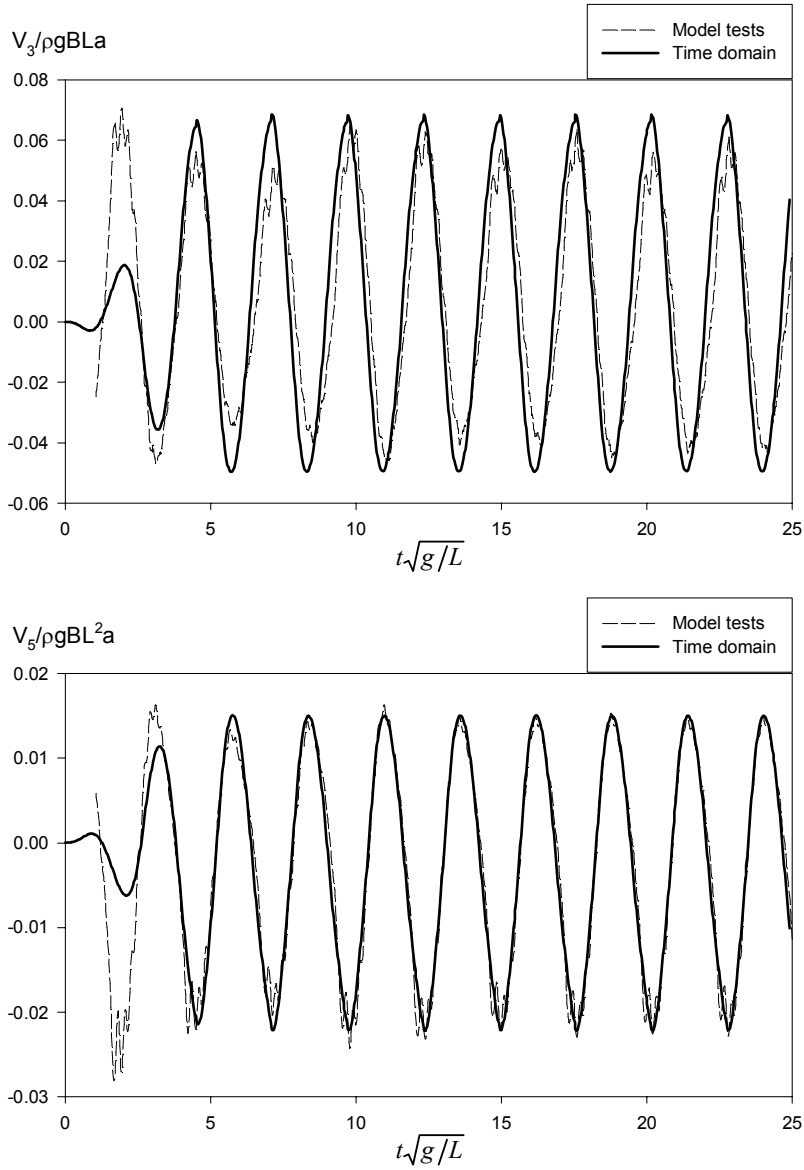 V₃/ρgBLa
Model tests
Time domain
0.08
0.06
0.04
0.02
0.00
-0.02
-0.04
-0.06
0 5 10 15 20 25
t√g/L
V₅/ρgBL²a
Model tests
Time domain
0.02
0.01
0.00
-0.01
-0.02
-0.03
0 5 10 15 20 25
t√g/L